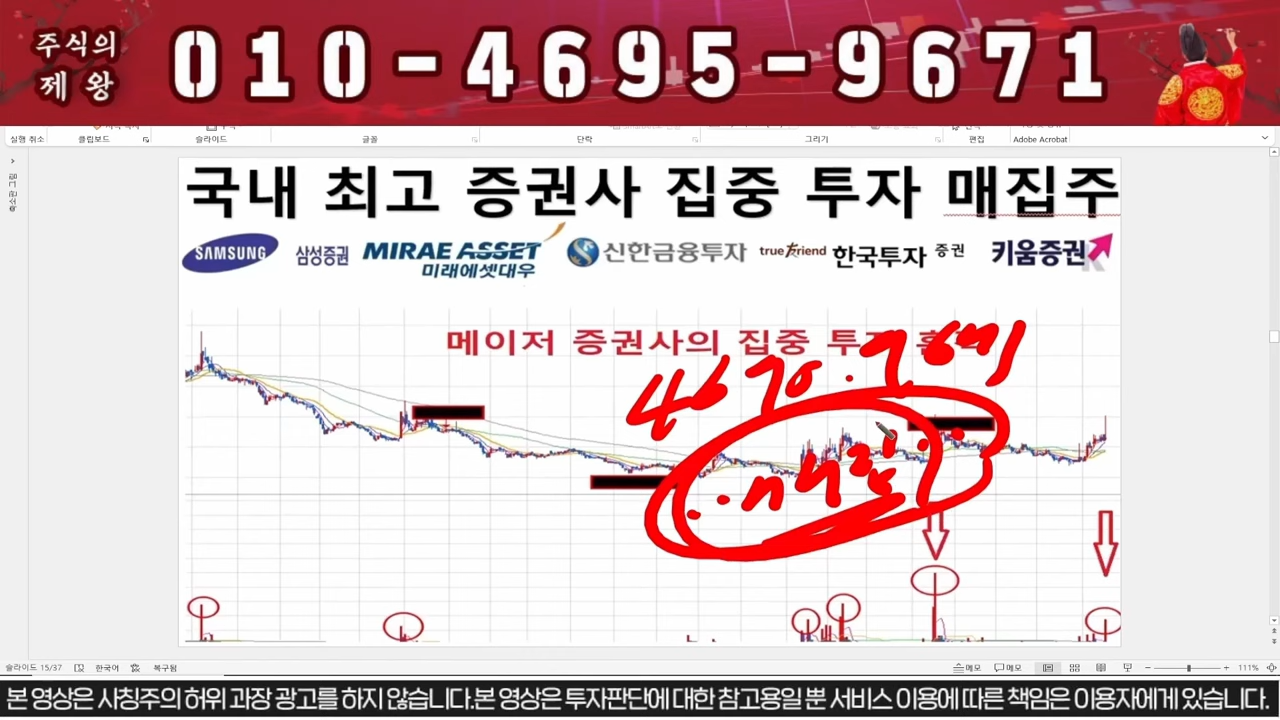 주식의
제 왕
010-4695-9671
실행 취소
클립보드
슬라이드
글꼴
단락
그리기
편집
Adobe Acrobat
국내 최고 증권사 집중 투자 매집주
SAMSUNG 삼성증권
MIRAE ASSET
미래에셋대우
신한금융투자
true friend 한국투자 증권
키움증권
메이저 증권사의 집중 투자
매집
슬라이드 15/37
한국어
복구됨
메모
메모
111%
본 영상은 사칭주의 허위 과장 광고를 하지 않습니다.본 영상은 투자판단에 대한 참고용일 뿐 서비스 이용에 따른 책임은 이용자에게 있습니다.